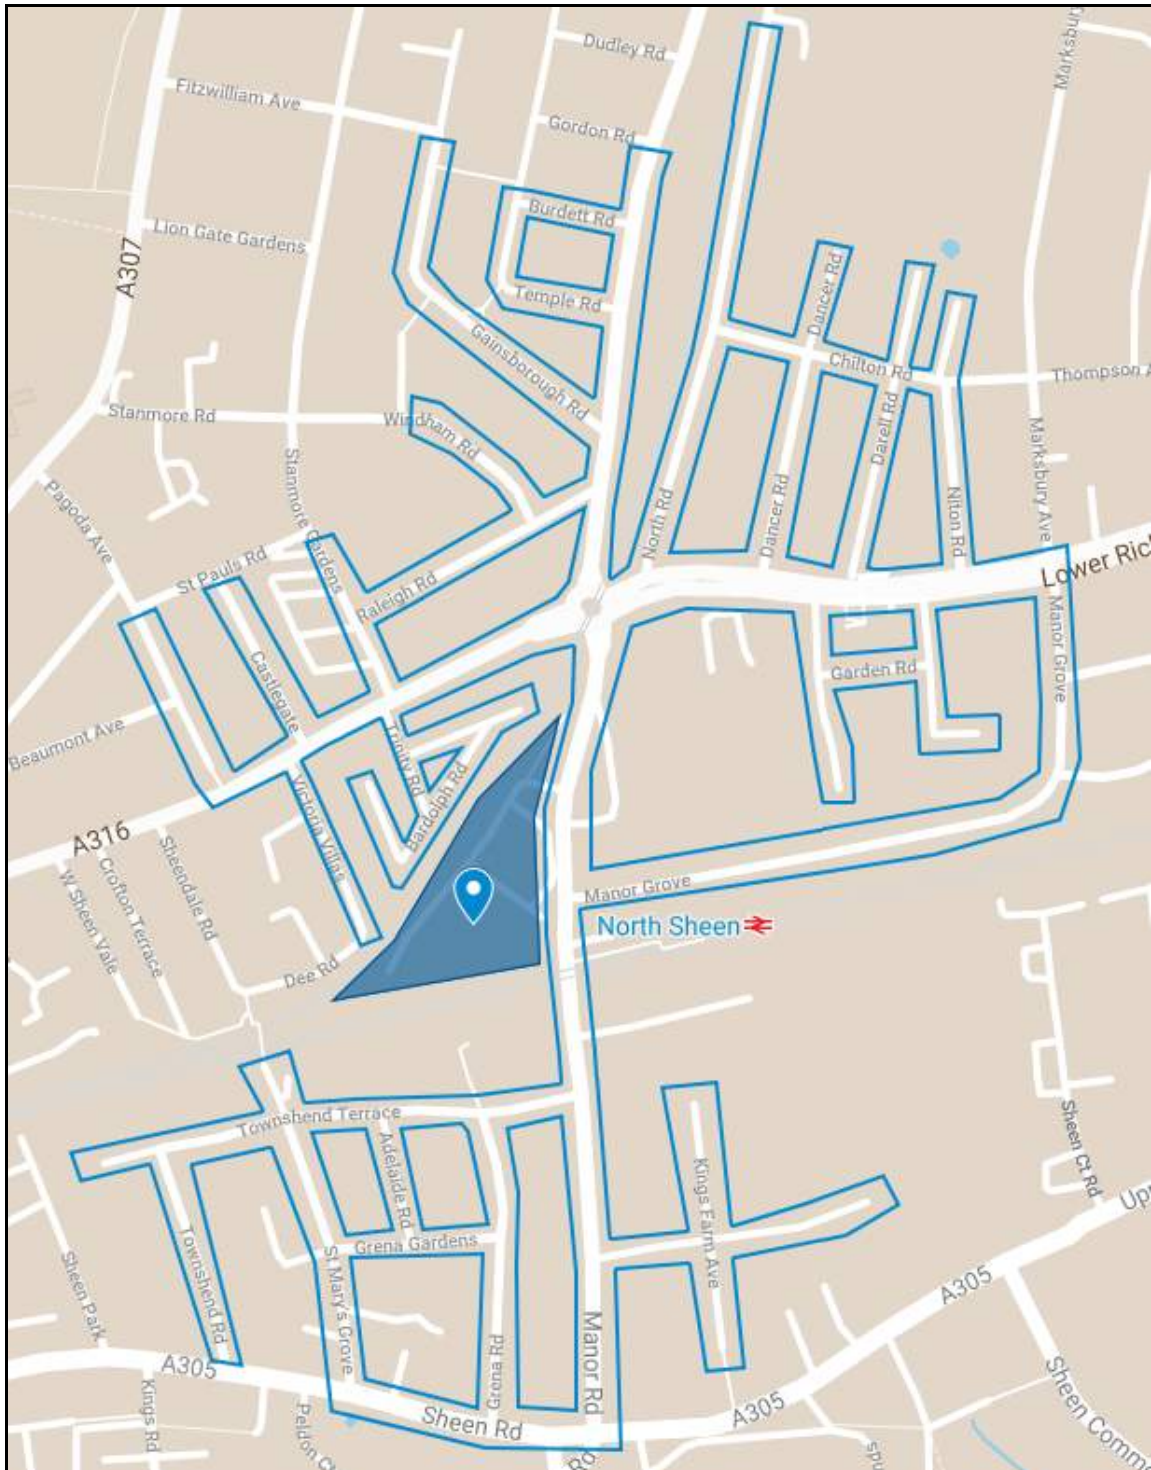 Marksbury
Dudley Rd
Fitzwilliam Ave
Gordon Rd
Burdett Rd
Lion Gate Gardens
A307
Dancer Rd
Temple Rd
Gainsborough Rd
Chilton Rd
Thompson A
Stanmore Rd
Windham Rd
Darell Rd
Marksbury Ave
Stanmore Gardens
Pagoda Ave
North Rd
Dancer Rd
Niton Rd
Lower Ric
St Pauls Rd
Raleigh Rd
Manor Grove
Castlegate
Garden Rd
Beaumont Ave
Trinity Rd
Bardolph Rd
Victoria Villas
A316
Sheendale Rd
Crofton Terrace
W Sheen Vale
Manor Grove
North Sheen
Dee Rd
Townshend Terrace
Adelaide Rd
Sheen Ct Rd
Kings Farm Ave
Upp
Grena Gardens
Townshend Rd
St Mary's Grove
Sheen Park
A305
Manor Rd
Grena Rd
A305
Sheen Rd
A305
Kings Rd
Peldon C
Rd
Sheen Commo